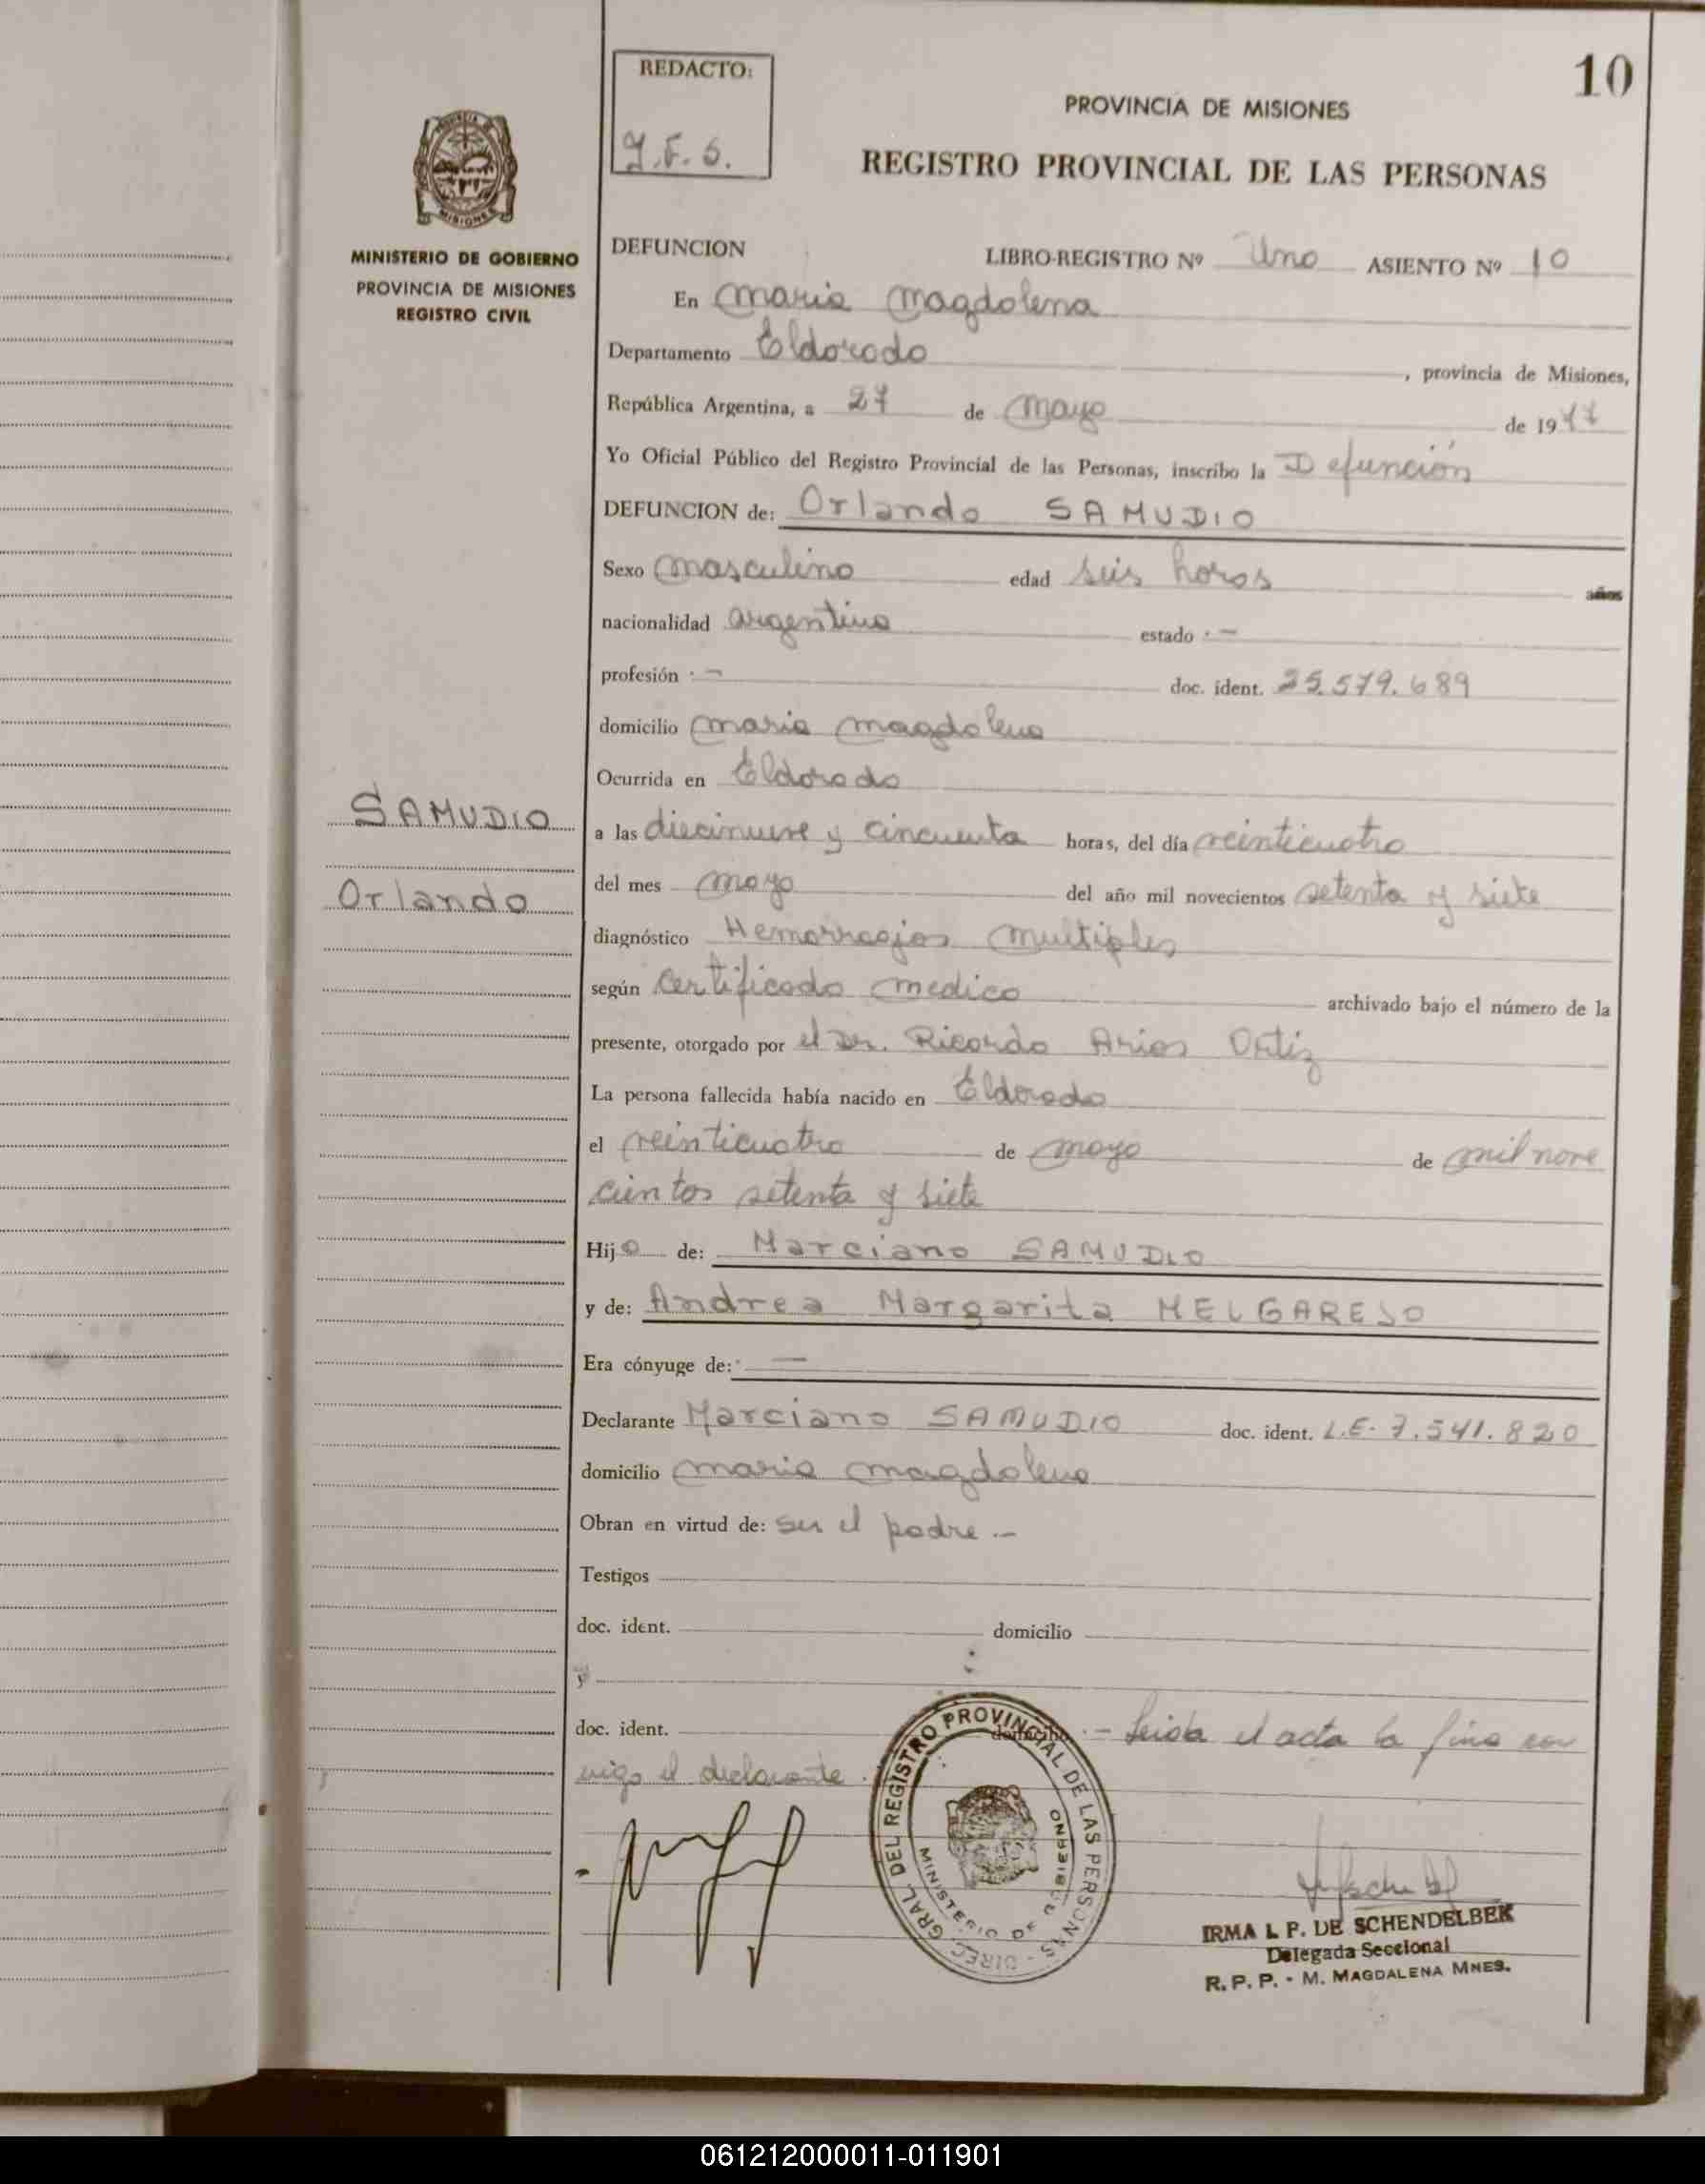 10
REDACTO:
J.F.S.
PROVINCIA DE MISIONES
REGISTRO PROVINCIAL DE LAS PERSONAS
MINISTERIO DE GOBIERNO
PROVINCIA DE MISIONES
REGISTRO CIVIL
DEFUNCION LIBRO-REGISTRO Nº Uno ASIENTO Nº 10
En Maria Magdalena
Departamento Eldorado, provincia de Misiones,
República Argentina, a 27 de Mayo de 1977
Yo Oficial Público del Registro Provincial de las Personas, inscribo la Defunción
DEFUNCION de: Orlando SAMUDIO
Sexo Masculino edad seis horas años
nacionalidad argentina estado . —
profesión . — doc. ident. 25.579.689
domicilio Maria Magdalena
Ocurrida en Eldorado
SAMUDIO
Orlando
a las diecinueve y cincuenta horas, del día veinticuatro
del mes Mayo del año mil novecientos setenta y siete
diagnóstico Hemorragias Multiples
según Certificado Medico archivado bajo el número de la
presente, otorgado por el Dr. Ricardo Arias Ortiz
La persona fallecida había nacido en Eldorado
el veinticuatro de Mayo de mil nove
cientos setenta y siete
Hijo de: Marciano SAMUDIO
y de: Andrea Margarita MELGAREJO
Era cónyuge de: —
Declarante Marciano SAMUDIO doc. ident. L.E. 7.541.820
domicilio Maria Magdalena
Obran en virtud de: ser el padre .—
Testigos
doc. ident. domicilio
y
doc. ident. domicilio .— Leida el acta la firma con
migo el declarante.
DIREC. GRAL. DEL REGISTRO PROVINCIAL DE LAS PERSONAS
MINISTERIO DE GOBIERNO
IRMA L P. DE SCHENDELBEK
Delegada Seccional
R. P. P. - M. MAGDALENA MNES.
061212000011-011901